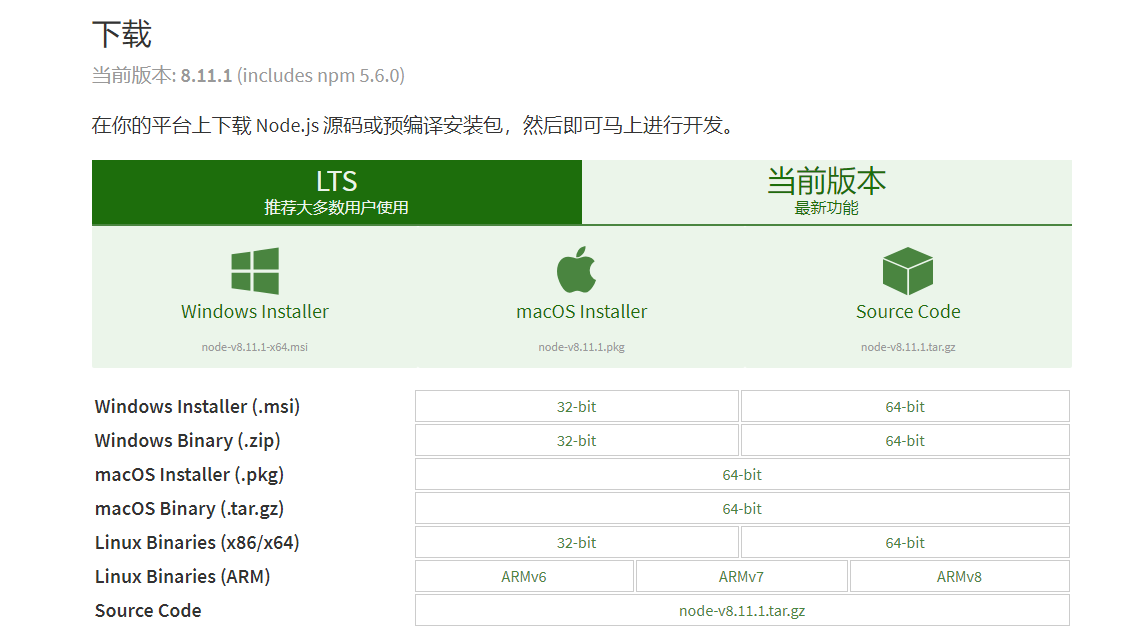 下载
当前版本: 8.11.1 (includes npm 5.6.0)
在你的平台上下载 Node.js 源码或预编译安装包，然后即可马上进行开发。
LTS
推荐大多数用户使用
当前版本
最新功能
Windows Installer
node-v8.11.1-x64.msi
macOS Installer
node-v8.11.1.pkg
Source Code
node-v8.11.1.tar.gz
Windows Installer (.msi) 32-bit 64-bit
Windows Binary (.zip) 32-bit 64-bit
macOS Installer (.pkg) 64-bit
macOS Binary (.tar.gz) 64-bit
Linux Binaries (x86/x64) 32-bit 64-bit
Linux Binaries (ARM) ARMv6 ARMv7 ARMv8
Source Code node-v8.11.1.tar.gz